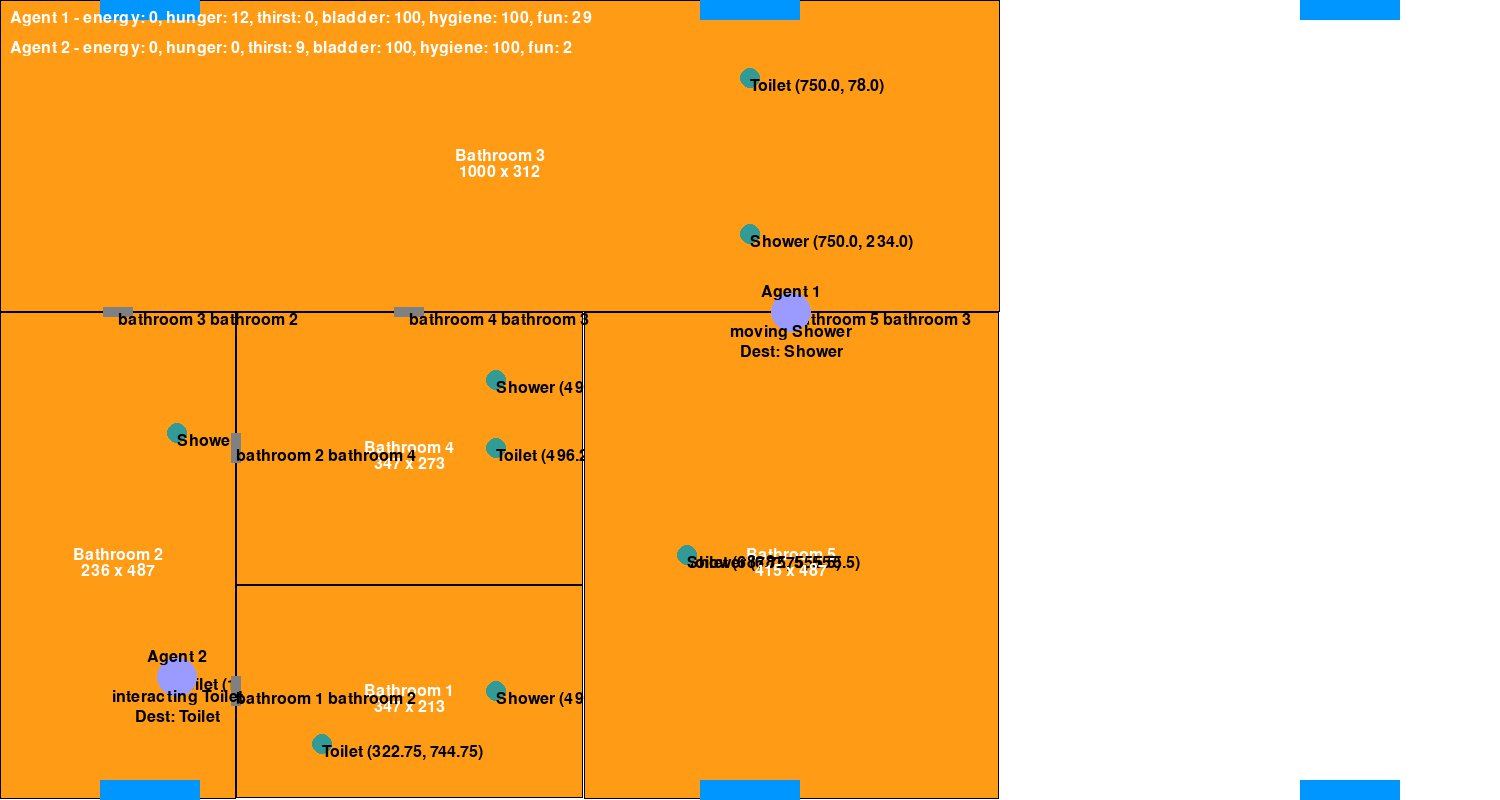 Agent 1 - energy: 0, hunger: 12, thirst: 0, bladder: 100, hygiene: 100, fun: 29
Agent 2 - energy: 0, hunger: 0, thirst: 9, bladder: 100, hygiene: 100, fun: 2
Toilet (750.0, 78.0)
Bathroom 3
1000 x 312
Shower (750.0, 234.0)
Agent 1
bathroom 3 bathroom 2
bathroom 4 bathroom 3
throom 5 bathroom 3
moving Shower
Dest: Shower
Shower (49
Showe
Bathroom 4
bathroom 2 bathroom 4
347 x 273
Toilet (496.2
Bathroom 2
236 x 487
Bathroom 5
415 x 487
Agent 2
ilet (1
interacting Toilet
Dest: Toilet
bathroom 1 bathroom 2
Bathroom 1
347 x 213
Shower (49
Toilet (322.75, 744.75)